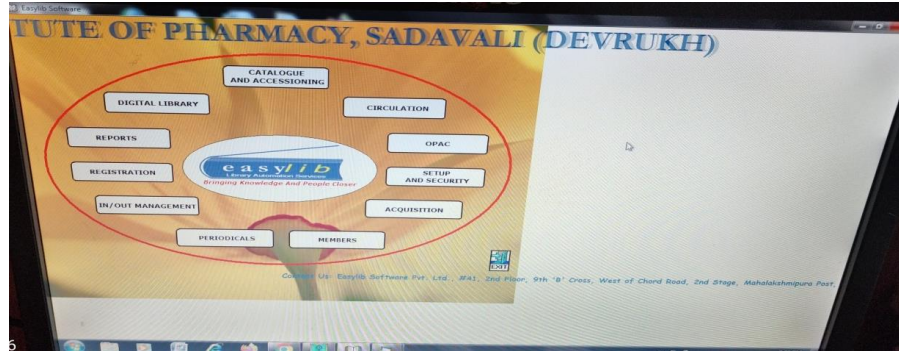 Easylib Software
TUTE OF PHARMACY, SADAVALI (DEVRUKH)
CATALOGUE
AND ACCESSIONING
DIGITAL LIBRARY
CIRCULATION
REPORTS
OPAC
easylib
Library Automation Services
Bringing Knowledge And People Closer
REGISTRATION
SETUP
AND SECURITY
IN/OUT MANAGEMENT
ACQUISITION
PERIODICALS
MEMBERS
EXIT
Contact Us- Easylib Software Pvt. Ltd., #41, 2nd Floor, 9th 'B' Cross, West of Chord Road, 2nd Stage, Mahalakshmipura Post,
6